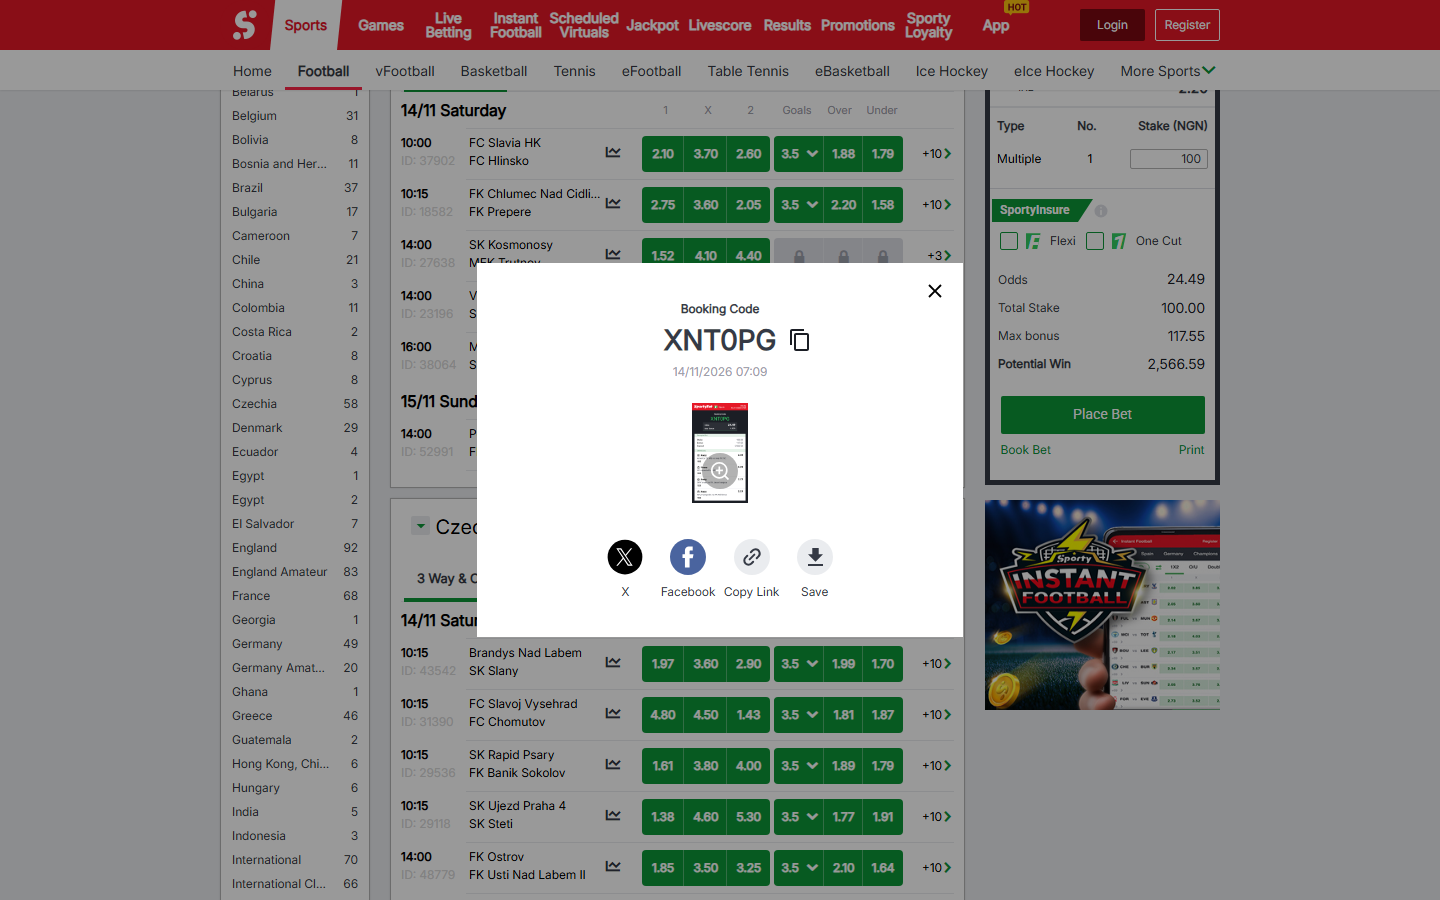 Sports
Games
Live Betting
Instant Football
Scheduled Virtuals
Jackpot
Livescore
Results
Promotions
Sporty Loyalty
App
HOT
Login
Register
Home
Football
vFootball
Basketball
Tennis
eFootball
Table Tennis
eBasketball
Ice Hockey
eIce Hockey
More Sports
Belarus 1
Belgium 31
Bolivia 8
Bosnia and Her... 11
Brazil 37
Bulgaria 17
Cameroon 7
Chile 21
China 3
Colombia 11
Costa Rica 2
Croatia 8
Cyprus 8
Czechia 58
Denmark 29
Ecuador 4
Egypt 1
Egypt 2
El Salvador 7
England 92
England Amateur 83
France 68
Georgia 1
Germany 49
Germany Amat... 20
Ghana 1
Greece 46
Guatemala 2
Hong Kong, Chi... 6
Hungary 6
India 5
Indonesia 3
International 70
International Cl... 66
14/11 Saturday 1 X 2 Goals Over Under
10:00 FC Slavia HK
ID: 37902 FC Hlinsko
2.10 3.70 2.60 3.5 1.88 1.79 +10
10:15 FK Chlumec Nad Cidli...
ID: 18582 FK Prepere
2.75 3.60 2.05 3.5 2.20 1.58 +10
14:00 SK Kosmonosy
ID: 27638 MFK Trutnov
1.52 4.10 4.40 +3
14:00 V
ID: 23196 S
16:00 M
ID: 38064 S
15/11 Sund
14:00 P
ID: 52991 F
Czec
3 Way & O
14/11 Satu
10:15 Brandys Nad Labem
ID: 43542 SK Slany
1.97 3.60 2.90 3.5 1.99 1.70 +10
10:15 FC Slavoj Vysehrad
ID: 31390 FC Chomutov
4.80 4.50 1.43 3.5 1.81 1.87 +10
10:15 SK Rapid Psary
ID: 29536 FK Banik Sokolov
1.61 3.80 4.00 3.5 1.89 1.79 +10
10:15 SK Ujezd Praha 4
ID: 29118 SK Steti
1.38 4.60 5.30 3.5 1.77 1.91 +10
14:00 FK Ostrov
ID: 48779 FK Usti Nad Labem II
1.85 3.50 3.25 3.5 2.10 1.64 +10
Booking Code
XNT0PG
14/11/2026 07:09
X
Facebook
Copy Link
Save
Type No. Stake (NGN)
Multiple 1 100
SportyInsure
Flexi
One Cut
Odds 24.49
Total Stake 100.00
Max bonus 117.55
Potential Win 2,566.59
Place Bet
Book Bet
Print
Sporty
INSTANT
FOOTBALL